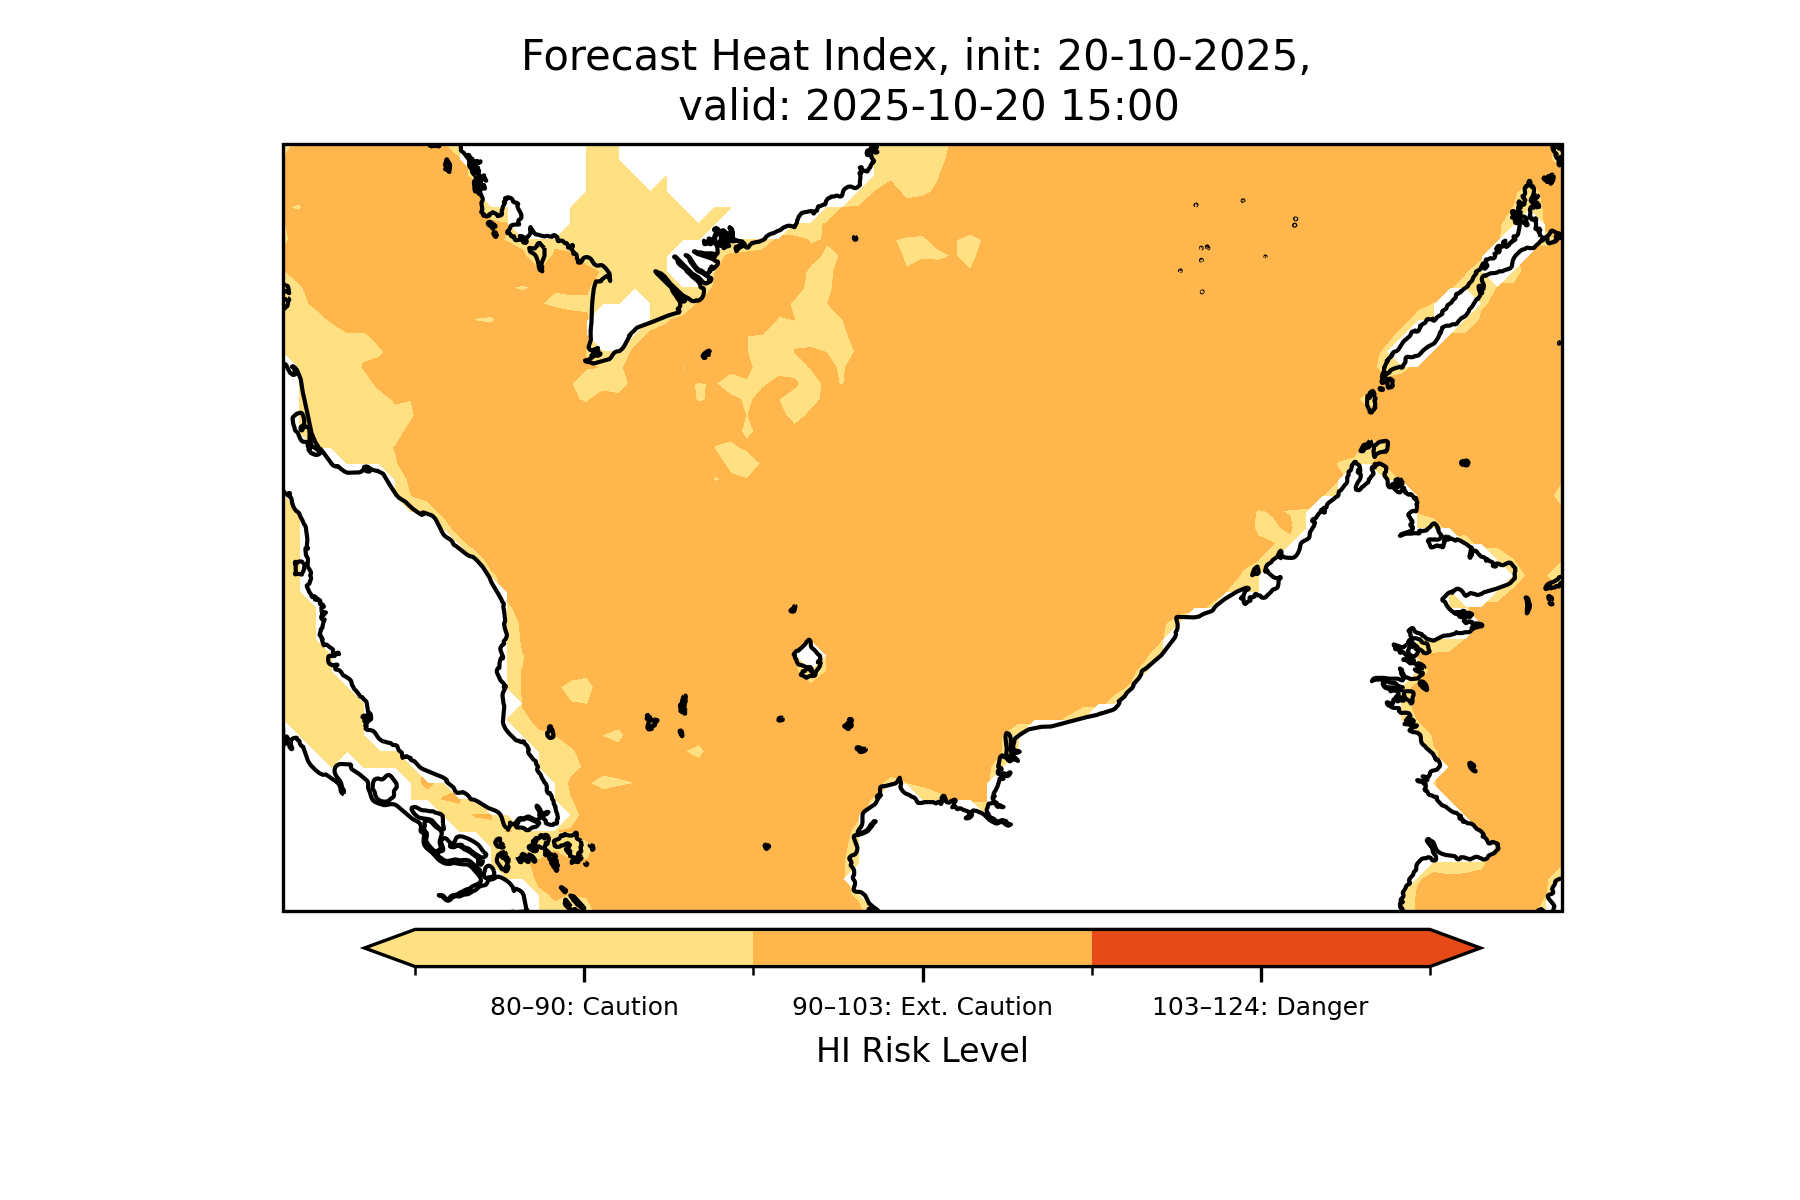 Forecast Heat Index, init: 20-10-2025,
valid: 2025-10-20 15:00
80–90: Caution
90–103: Ext. Caution
103–124: Danger
HI Risk Level